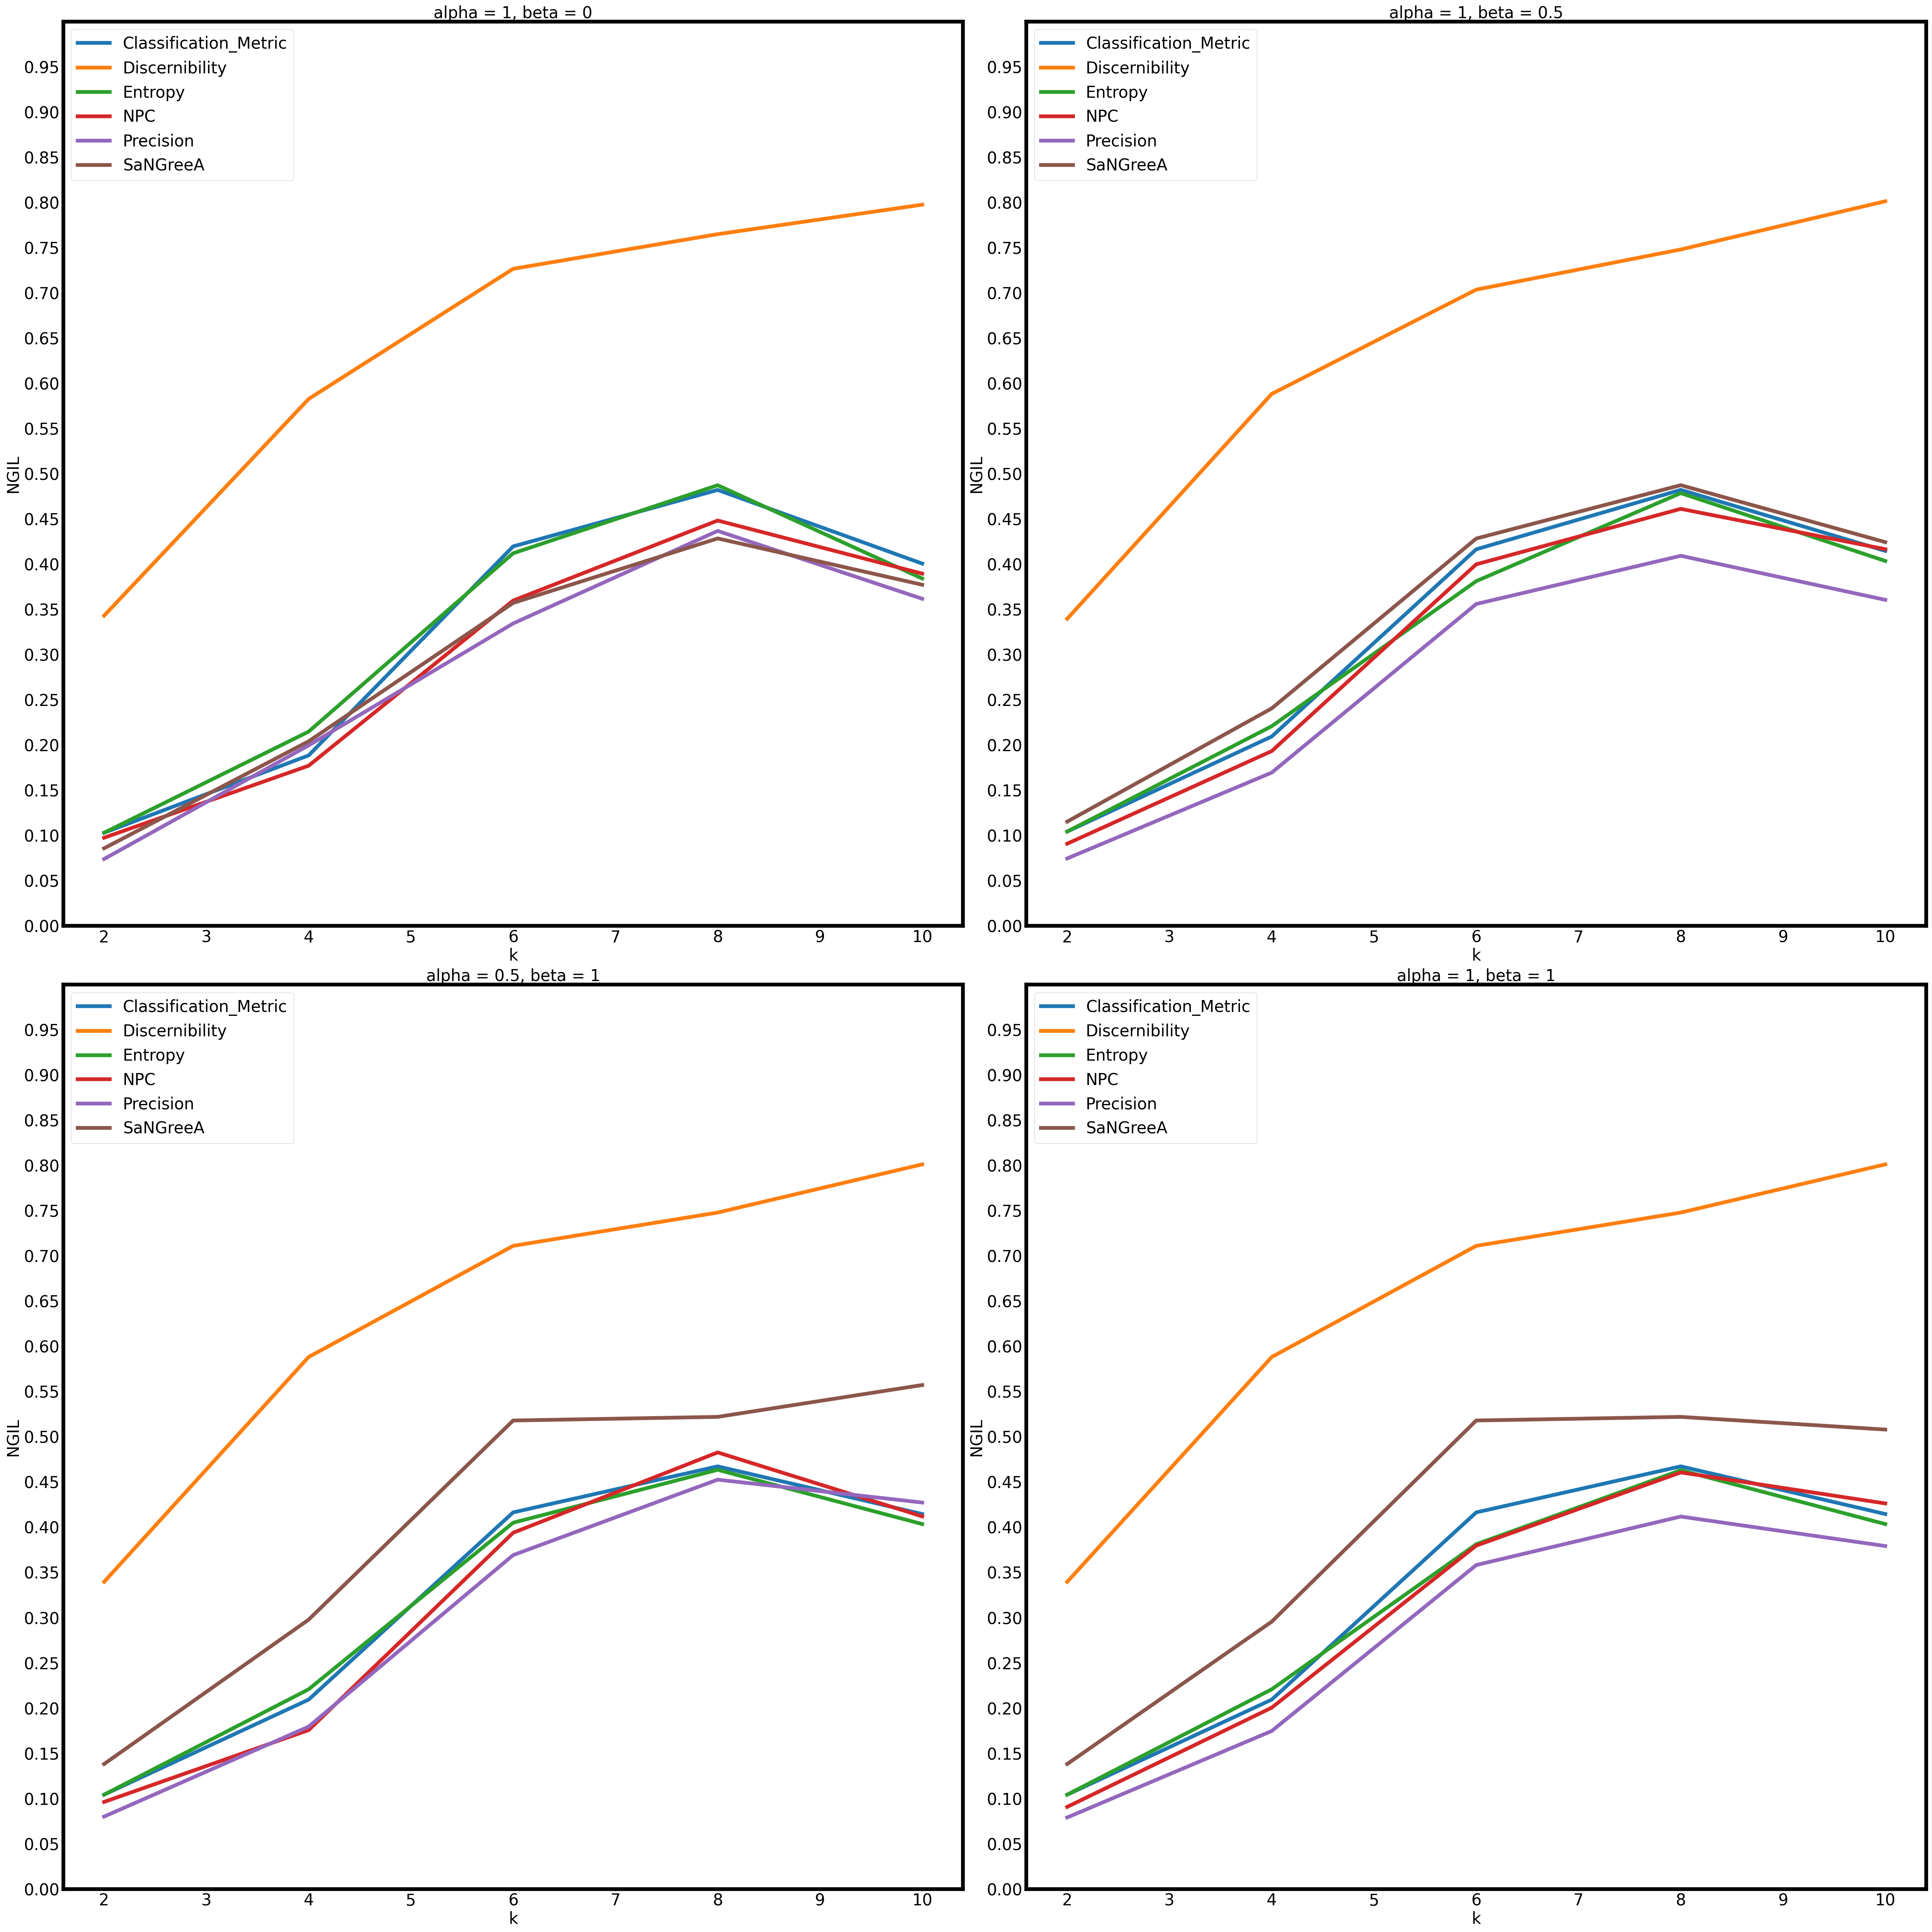 alpha = 1, beta = 0
Classification_Metric
Discernibility
Entropy
NPC
Precision
SaNGreeA
0.95
0.90
0.85
0.80
0.75
0.70
0.65
0.60
0.55
0.50
0.45
0.40
0.35
0.30
0.25
0.20
0.15
0.10
0.05
0.00
NGIL
2 3 4 5 6 7 8 9 10
k
alpha = 1, beta = 0.5
Classification_Metric
Discernibility
Entropy
NPC
Precision
SaNGreeA
0.95
0.90
0.85
0.80
0.75
0.70
0.65
0.60
0.55
0.50
0.45
0.40
0.35
0.30
0.25
0.20
0.15
0.10
0.05
0.00
NGIL
2 3 4 5 6 7 8 9 10
k
alpha = 0.5, beta = 1
Classification_Metric
Discernibility
Entropy
NPC
Precision
SaNGreeA
0.95
0.90
0.85
0.80
0.75
0.70
0.65
0.60
0.55
0.50
0.45
0.40
0.35
0.30
0.25
0.20
0.15
0.10
0.05
0.00
NGIL
2 3 4 5 6 7 8 9 10
k
alpha = 1, beta = 1
Classification_Metric
Discernibility
Entropy
NPC
Precision
SaNGreeA
0.95
0.90
0.85
0.80
0.75
0.70
0.65
0.60
0.55
0.50
0.45
0.40
0.35
0.30
0.25
0.20
0.15
0.10
0.05
0.00
NGIL
2 3 4 5 6 7 8 9 10
k